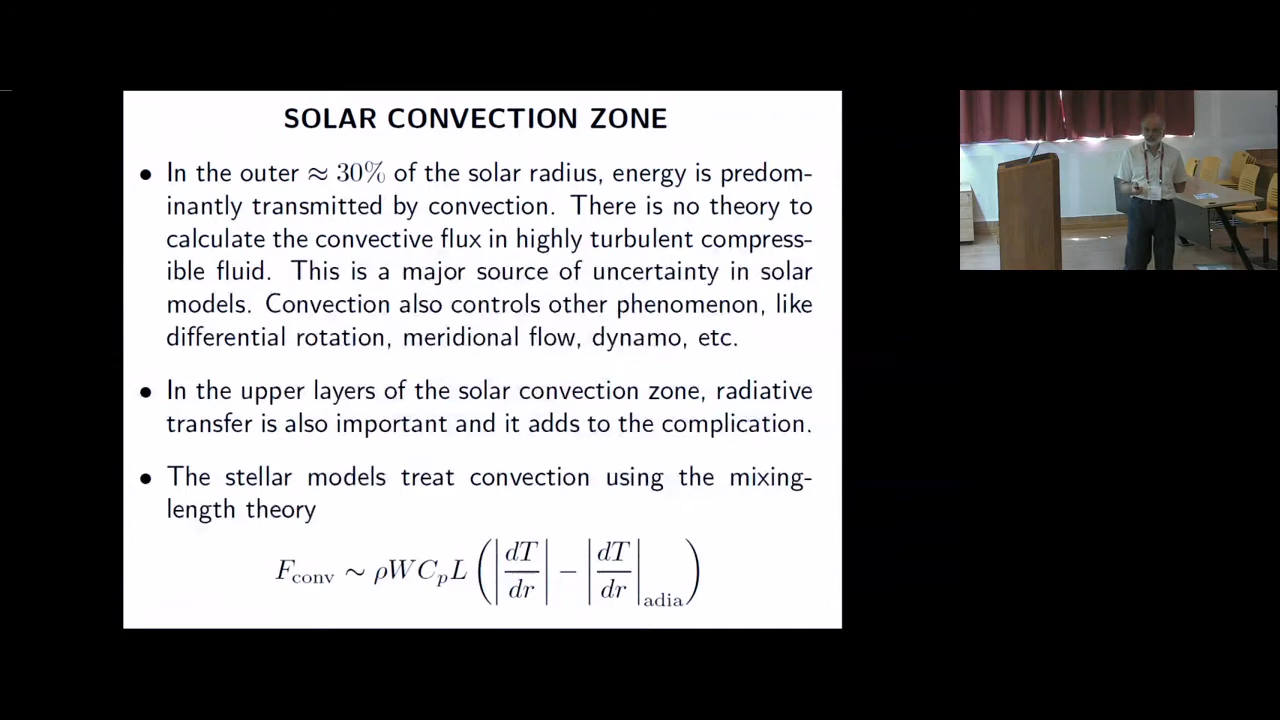 SOLAR CONVECTION ZONE
• In the outer ≈ 30% of the solar radius, energy is predom-
inantly transmitted by convection. There is no theory to
calculate the convective flux in highly turbulent compress-
ible fluid. This is a major source of uncertainty in solar
models. Convection also controls other phenomenon, like
differential rotation, meridional flow, dynamo, etc.
• In the upper layers of the solar convection zone, radiative
transfer is also important and it adds to the complication.
• The stellar models treat convection using the mixing-
length theory
F_conv ∼ ρWC_pL (|dT/dr| − |dT/dr|_adia)